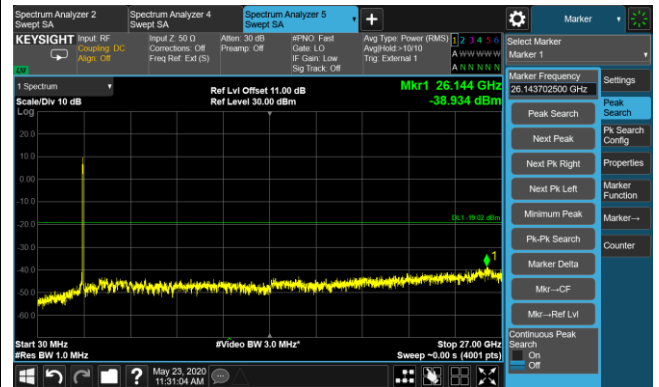 Spectrum Analyzer 2
Swept SA
Spectrum Analyzer 4
Swept SA
Spectrum Analyzer 5
Swept SA
+
Marker
KEYSIGHT
Input: RF
Coupling: DC
Align: Off
Input Z: 50 Ω
Corrections: Off
Freq Ref: Ext (S)
Atten: 30 dB
Preamp: Off
#PNO: Fast
Gate: LO
IF Gain: Low
Sig Track: Off
Avg Type: Power (RMS)
Avg|Hold:>10/10
Trig: External 1
1 2 3 4 5 6
A W W W W W
A N N N N N
LXI
Select Marker
Marker 1
1 Spectrum
Scale/Div 10 dB
Log
Ref Lvl Offset 11.00 dB
Ref Level 30.00 dBm
Mkr1 26.144 GHz
-38.934 dBm
20.0
10.0
0.00
-10.0
-20.0
-30.0
-40.0
-50.0
-60.0
DL1 -19.02 dBm
1
Start 30 MHz
#Res BW 1.0 MHz
#Video BW 3.0 MHz*
Stop 27.00 GHz
Sweep ~0.00 s (4001 pts)
Marker Frequency
26.143702500 GHz
Peak Search
Next Peak
Next Pk Right
Next Pk Left
Minimum Peak
Pk-Pk Search
Marker Delta
Mkr→CF
Mkr→Ref Lvl
Continuous Peak
Search
On
Off
Settings
Peak
Search
Pk Search
Config
Properties
Marker
Function
Marker→
Counter
?
May 23, 2020
11:31:04 AM